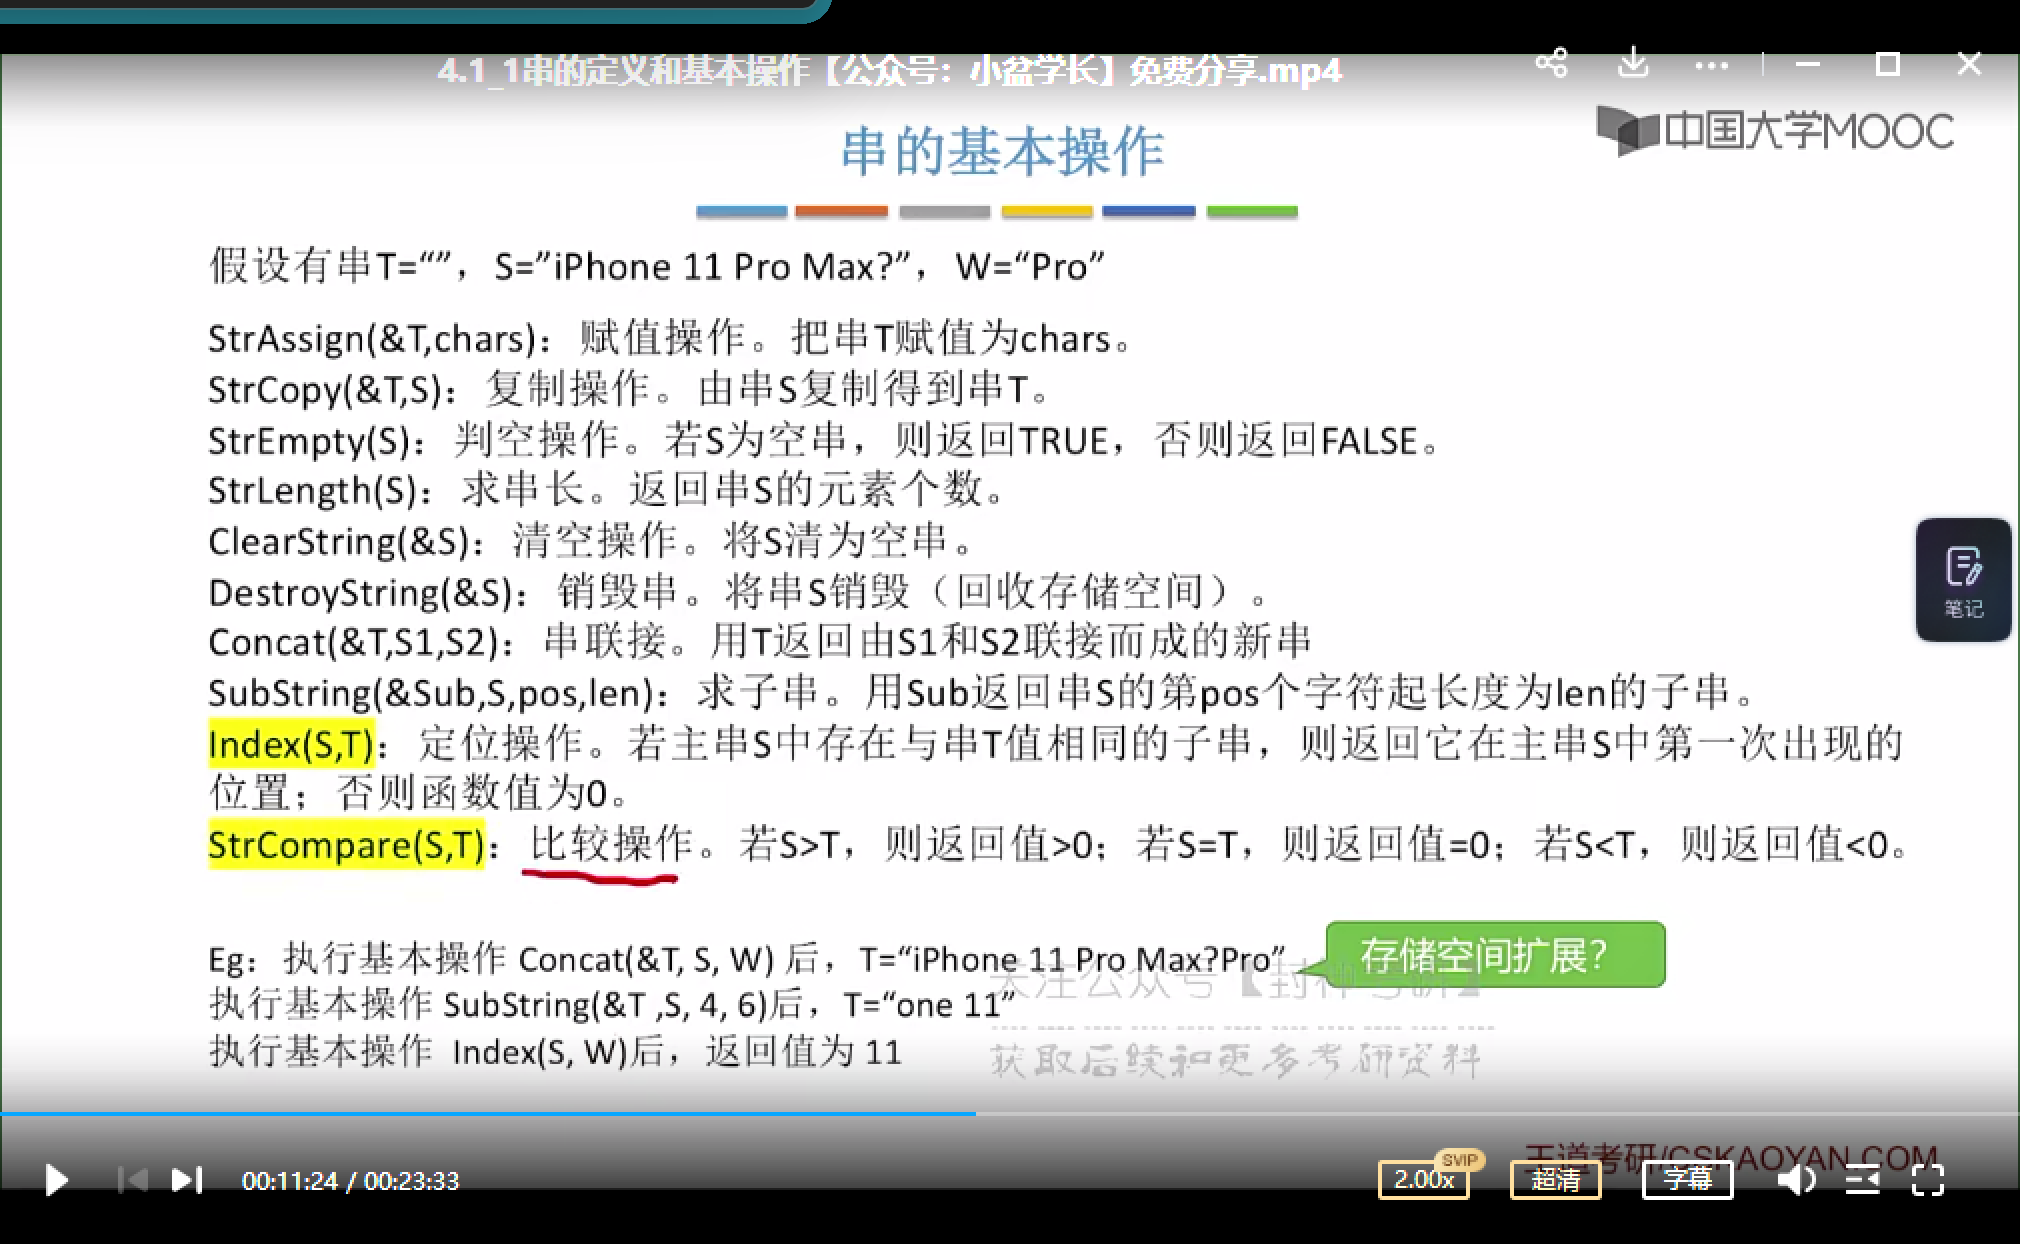 4.1_1串的定义和基本操作【公众号：小盆学长】免费分享.mp4
中国大学MOOC
串的基本操作
假设有串T=“”，S=”iPhone 11 Pro Max?”，W=“Pro”
StrAssign(&T,chars)：赋值操作。把串T赋值为chars。
StrCopy(&T,S)：复制操作。由串S复制得到串T。
StrEmpty(S)：判空操作。若S为空串，则返回TRUE，否则返回FALSE。
StrLength(S)：求串长。返回串S的元素个数。
ClearString(&S)：清空操作。将S清为空串。
DestroyString(&S)：销毁串。将串S销毁（回收存储空间）。
笔记
Concat(&T,S1,S2)：串联接。用T返回由S1和S2联接而成的新串
SubString(&Sub,S,pos,len)：求子串。用Sub返回串S的第pos个字符起长度为len的子串。
Index(S,T)：定位操作。若主串S中存在与串T值相同的子串，则返回它在主串S中第一次出现的
位置；否则函数值为0。
StrCompare(S,T)：比较操作。若S>T，则返回值>0；若S=T，则返回值=0；若S<T，则返回值<0。
Eg：执行基本操作 Concat(&T, S, W) 后，T=“iPhone 11 Pro Max?Pro”
存储空间扩展？
关注公众号【封神考研】
执行基本操作 SubString(&T ,S, 4, 6)后，T=“one 11”
执行基本操作 Index(S, W)后，返回值为 11
获取后续和更多考研资料
王道考研/CSKAOYAN.COM
00:11:24 / 00:23:33
2.00x
SVIP
超清
字幕